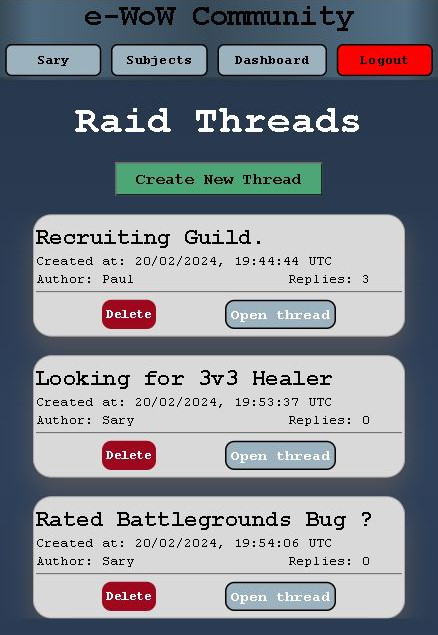 e-WoW Community
Sary Subjects Dashboard Logout
Raid Threads
Create New Thread
Recruiting Guild.
Created at: 20/02/2024, 19:44:44 UTC
Author: Paul Replies: 3
Delete Open thread
Looking for 3v3 Healer
Created at: 20/02/2024, 19:53:37 UTC
Author: Sary Replies: 0
Delete Open thread
Rated Battlegrounds Bug ?
Created at: 20/02/2024, 19:54:06 UTC
Author: Sary Replies: 0
Delete Open thread